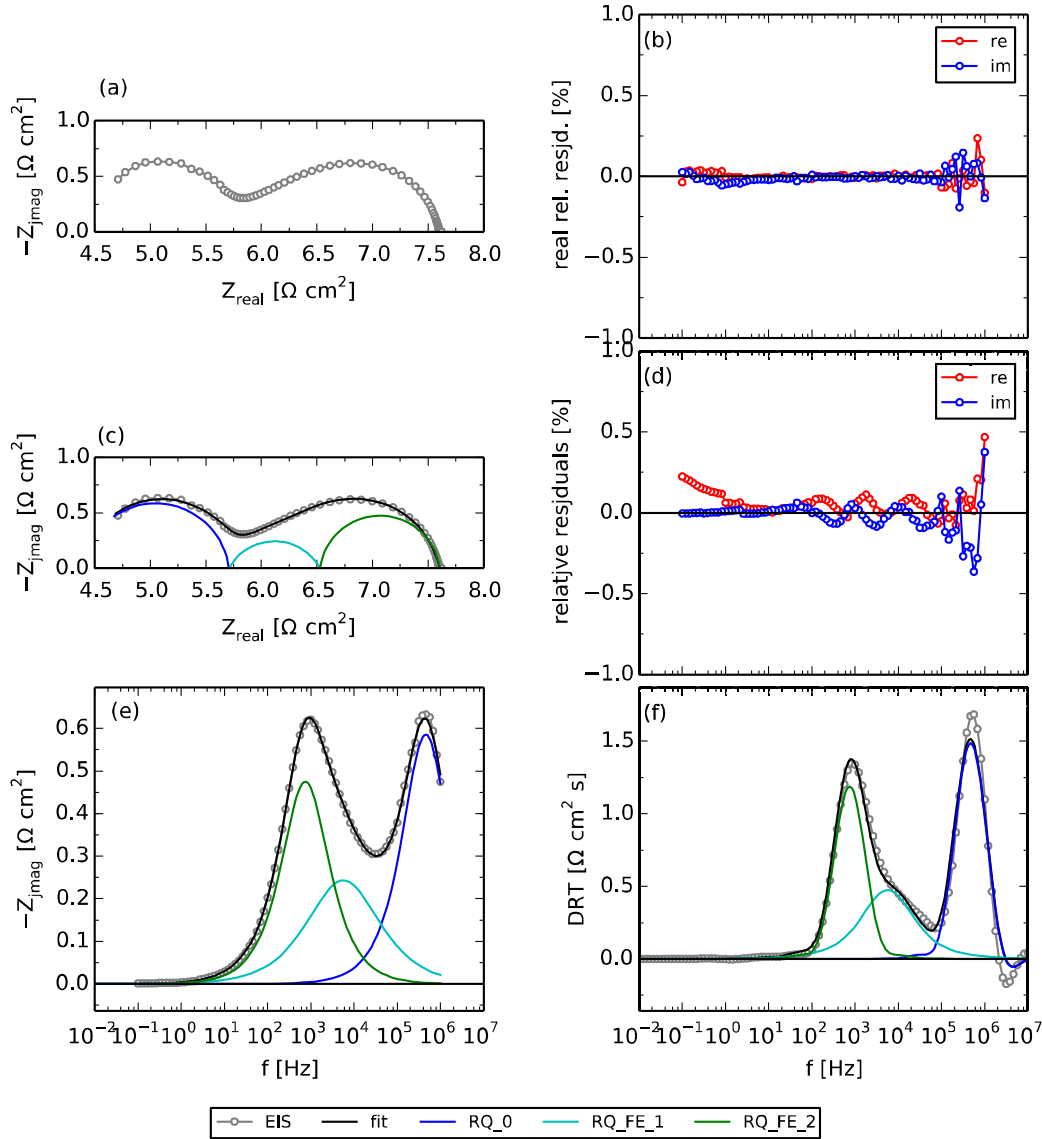 (a)
−Z_jmag [Ω cm²]
1.0
0.5
0.0
4.5 5.0 5.5 6.0 6.5 7.0 7.5 8.0
Z_real [Ω cm²]
(b)
real rel. resjd. [%]
1.0
0.5
0.0
−0.5
−1.0
re
im
(c)
−Z_jmag [Ω cm²]
1.0
0.5
0.0
4.5 5.0 5.5 6.0 6.5 7.0 7.5 8.0
Z_real [Ω cm²]
(d)
relatjve resjduals [%]
1.0
0.5
0.0
−0.5
−1.0
re
im
(e)
−Z_jmag [Ω cm²]
0.6
0.5
0.4
0.3
0.2
0.1
0.0
10⁻² 10⁻¹ 10⁰ 10¹ 10² 10³ 10⁴ 10⁵ 10⁶ 10⁷
f [Hz]
(f)
DRT [Ω cm² s]
1.5
1.0
0.5
0.0
10⁻² 10⁻¹ 10⁰ 10¹ 10² 10³ 10⁴ 10⁵ 10⁶ 10⁷
f [Hz]
EIS fit RQ_0 RQ_FE_1 RQ_FE_2